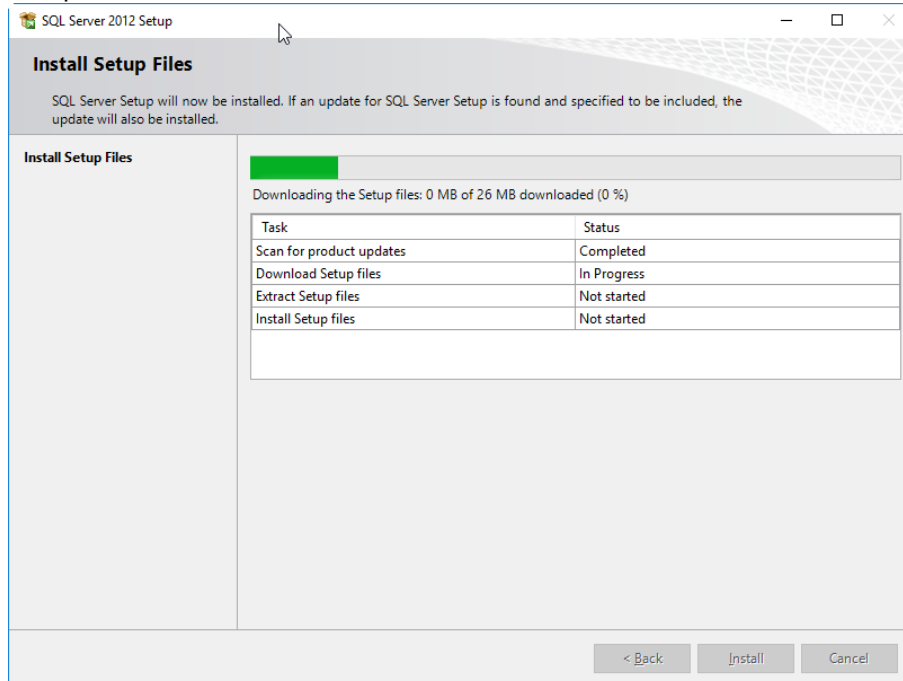 SQL Server 2012 Setup
Install Setup Files
SQL Server Setup will now be installed. If an update for SQL Server Setup is found and specified to be included, the
update will also be installed.
Install Setup Files
Downloading the Setup files: 0 MB of 26 MB downloaded (0 %)
Task Status
Scan for product updates Completed
Download Setup files In Progress
Extract Setup files Not started
Install Setup files Not started
< Back Install Cancel